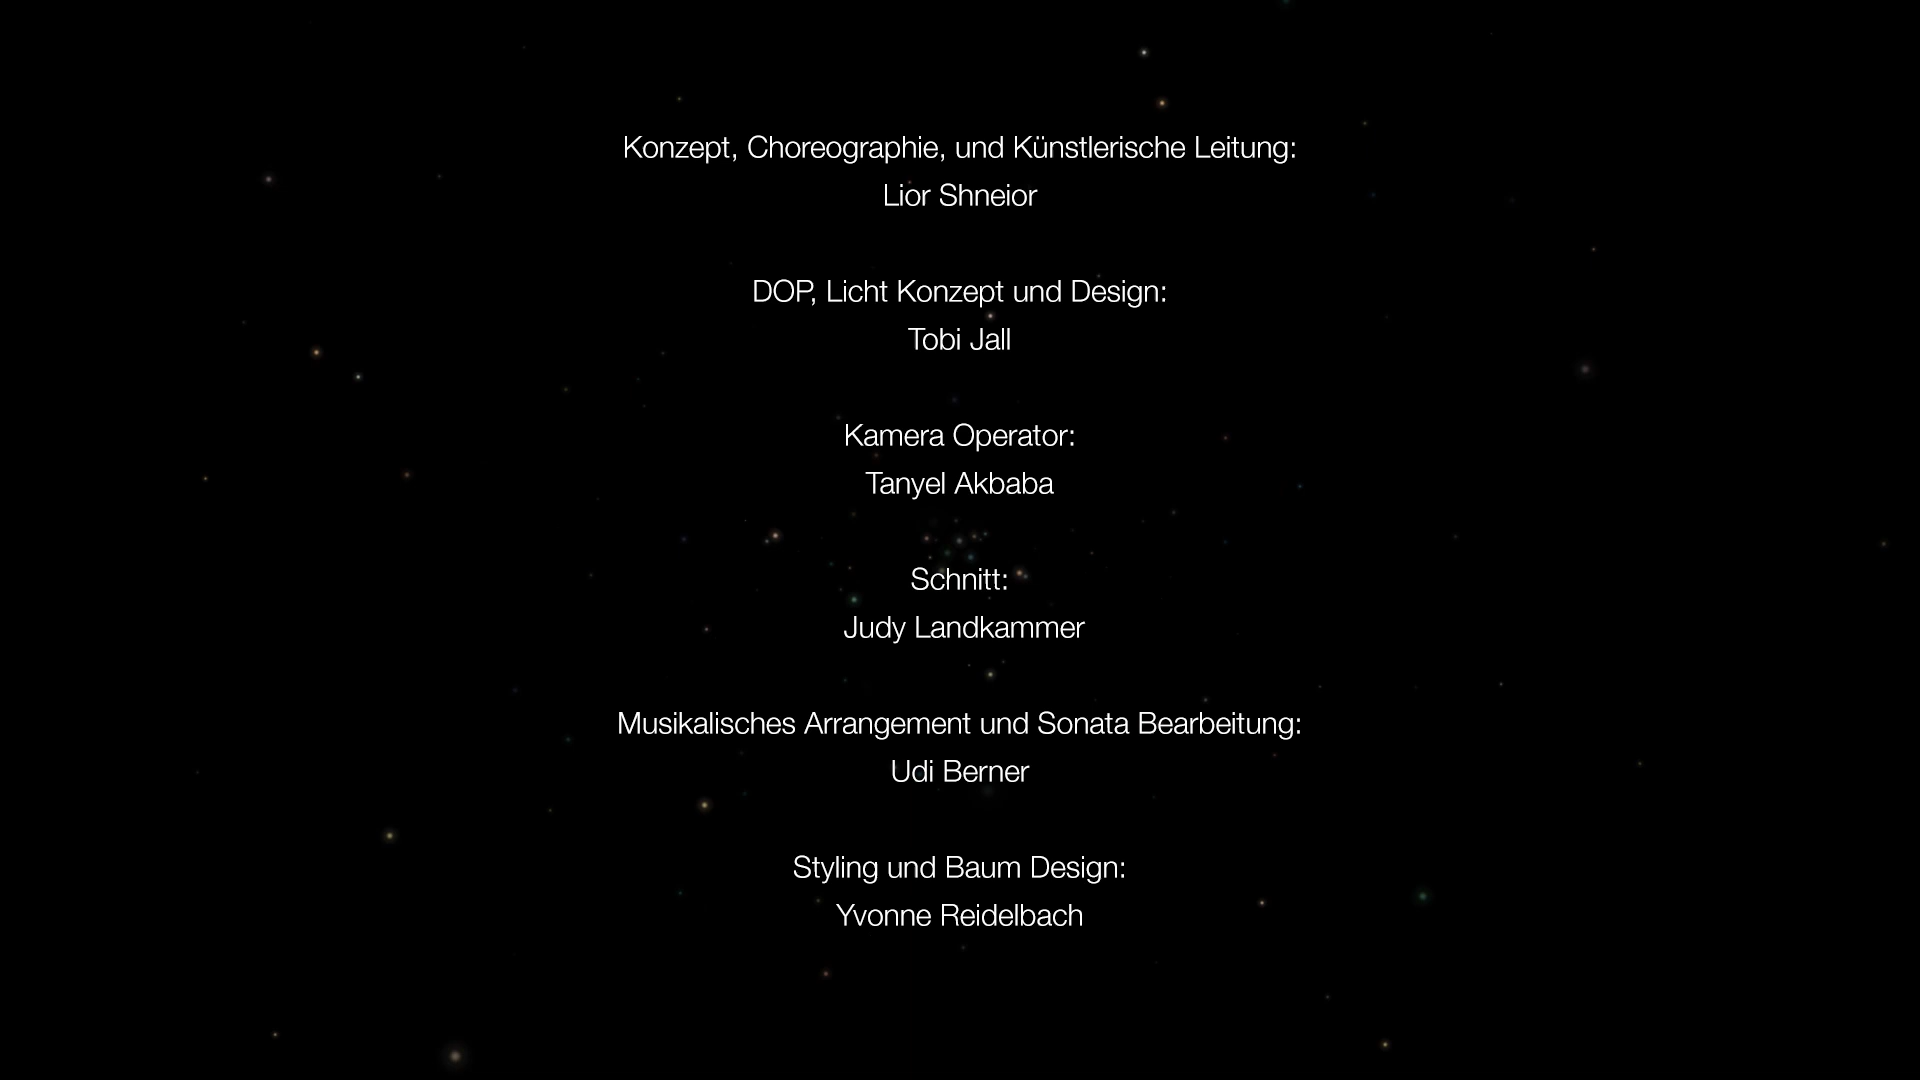 Konzept, Choreographie, und Künstlerische Leitung:
Lior Shneior
DOP, Licht Konzept und Design:
Tobi Jall
Kamera Operator:
Tanyel Akbaba
Schnitt:
Judy Landkammer
Musikalisches Arrangement und Sonata Bearbeitung:
Udi Berner
Styling und Baum Design:
Yvonne Reidelbach